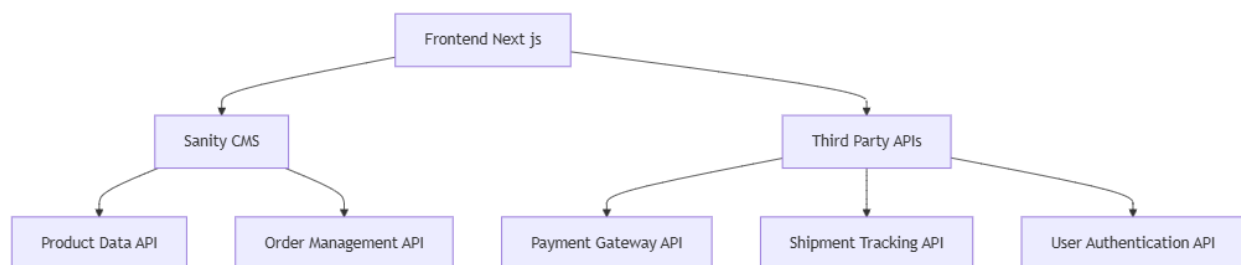 Frontend Next js
Sanity CMS
Third Party APIs
Product Data API
Order Management API
Payment Gateway API
Shipment Tracking API
User Authentication API